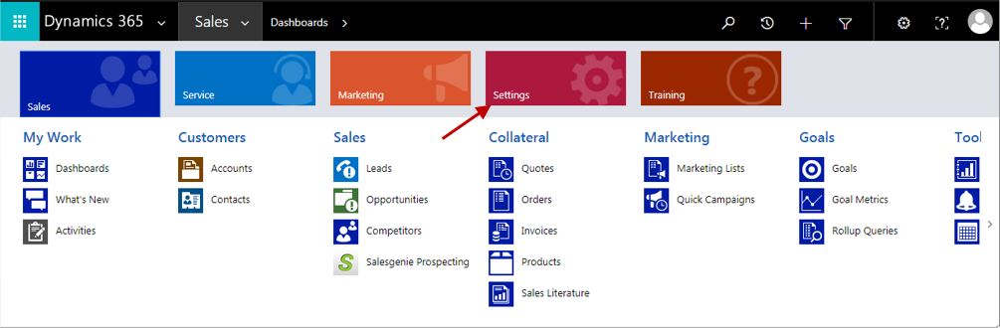 Dynamics 365 Sales Dashboards
Sales Service Marketing Settings Training
My Work Customers Sales Collateral Marketing Goals Tool
Dashboards Accounts Leads Quotes Marketing Lists Goals
What's New Contacts Opportunities Orders Quick Campaigns Goal Metrics
Activities Competitors Invoices Rollup Queries
Salesgenie Prospecting Products
Sales Literature